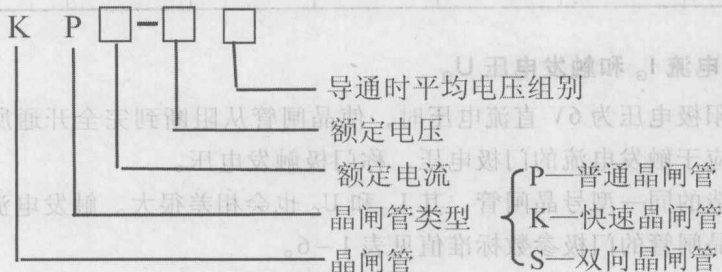 K P□-□ □
导通时平均电压组别
额定电压
额定电流
P—普通晶闸管
晶闸管类型
K—快速晶闸管
晶闸管
S—双向晶闸管